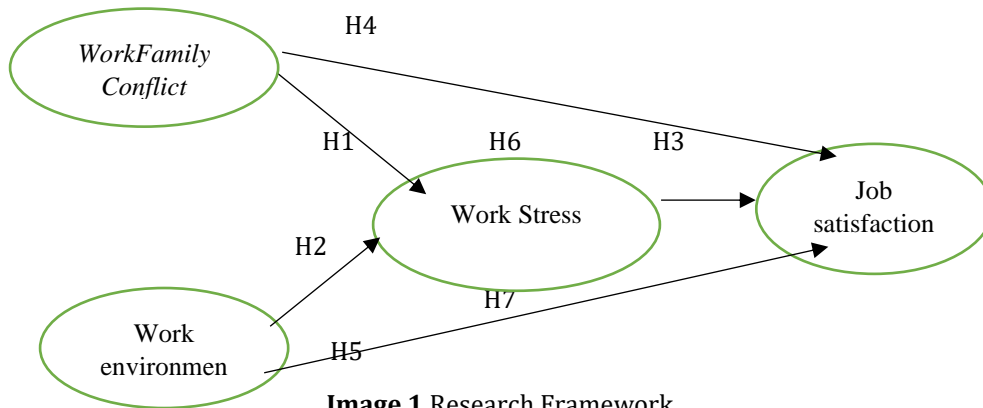 H4
WorkFamily
Conflict
H1
H6
H3
Work Stress
Job
satisfaction
H2
H7
Work
environmen
H5
Image 1 Research Framework